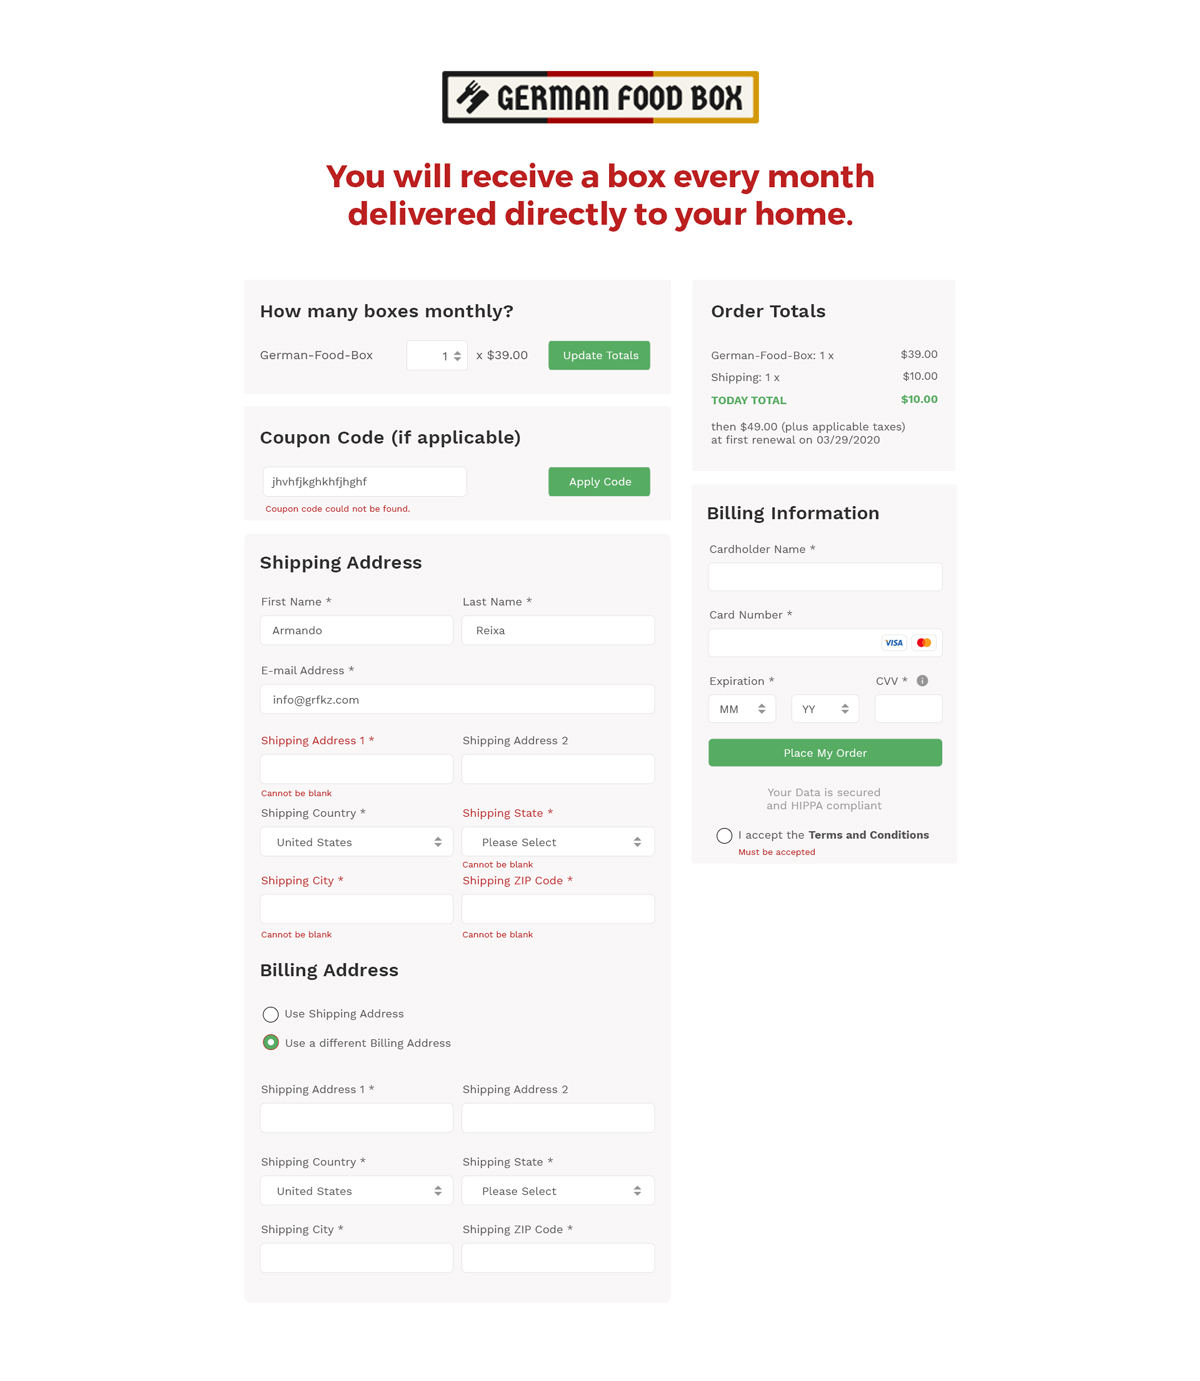 GERMAN FOOD BOX
You will receive a box every month
delivered directly to your home.
How many boxes monthly?
German-Food-Box 1 x $39.00 Update Totals
Coupon Code (if applicable)
jhvhfjkghkhfjhghf Apply Code
Coupon code could not be found.
Shipping Address
First Name * Last Name *
Armando Reixa
E-mail Address *
info@grfkz.com
Shipping Address 1 * Shipping Address 2
Cannot be blank
Shipping Country * Shipping State *
United States Please Select
Cannot be blank
Shipping City * Shipping ZIP Code *
Cannot be blank Cannot be blank
Billing Address
Use Shipping Address
Use a different Billing Address
Shipping Address 1 * Shipping Address 2
Shipping Country * Shipping State *
United States Please Select
Shipping City * Shipping ZIP Code *
Order Totals
German-Food-Box: 1 x $39.00
Shipping: 1 x $10.00
TODAY TOTAL $10.00
then $49.00 (plus applicable taxes)
at first renewal on 03/29/2020
Billing Information
Cardholder Name *
Card Number *
VISA
Expiration * CVV * i
MM YY
Place My Order
Your Data is secured
and HIPPA compliant
I accept the Terms and Conditions
Must be accepted